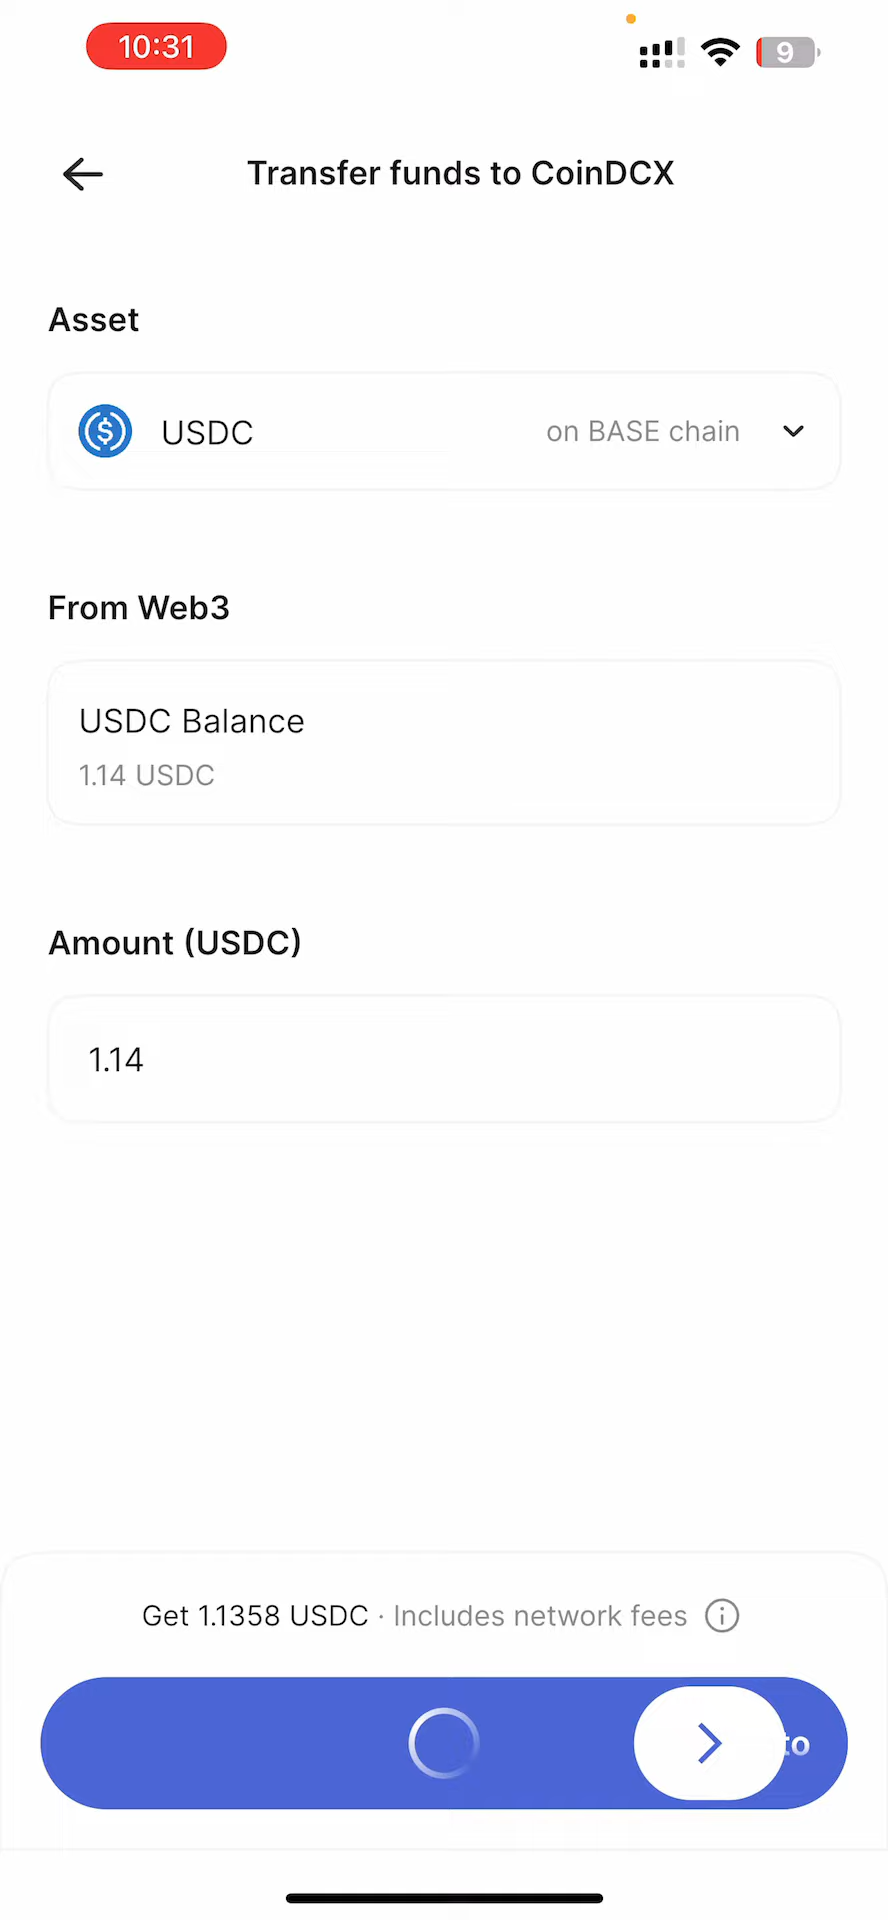 10:31
9
Transfer funds to CoinDCX
Asset
USDC on BASE chain
From Web3
USDC Balance
1.14 USDC
Amount (USDC)
1.14
Get 1.1358 USDC · Includes network fees
to